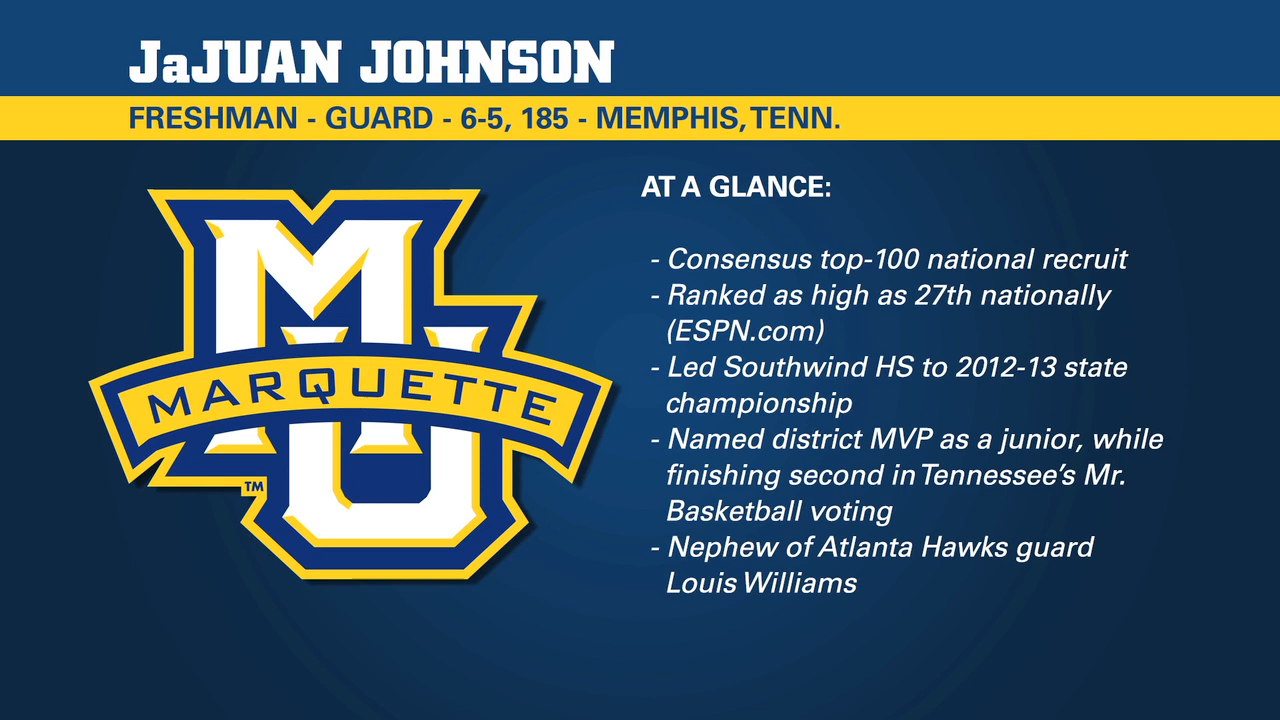 JaJUAN JOHNSON
FRESHMAN - GUARD - 6-5, 185 - MEMPHIS, TENN.
MU
MARQUETTE
TM
AT A GLANCE:
- Consensus top-100 national recruit
- Ranked as high as 27th nationally
(ESPN.com)
- Led Southwind HS to 2012-13 state
championship
- Named district MVP as a junior, while
finishing second in Tennessee's Mr.
Basketball voting
- Nephew of Atlanta Hawks guard
Louis Williams